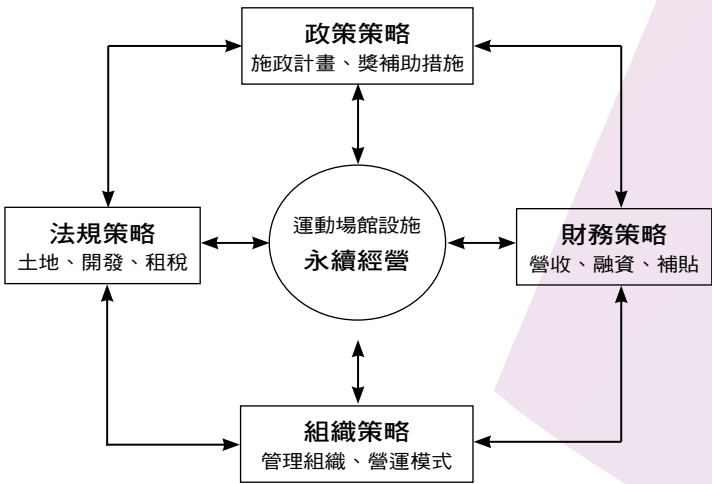 政策策略
施政計畫、獎補助措施
法規策略
土地、開發、租稅
運動場館設施
永續經營
財務策略
營收、融資、補貼
組織策略
管理組織、營運模式